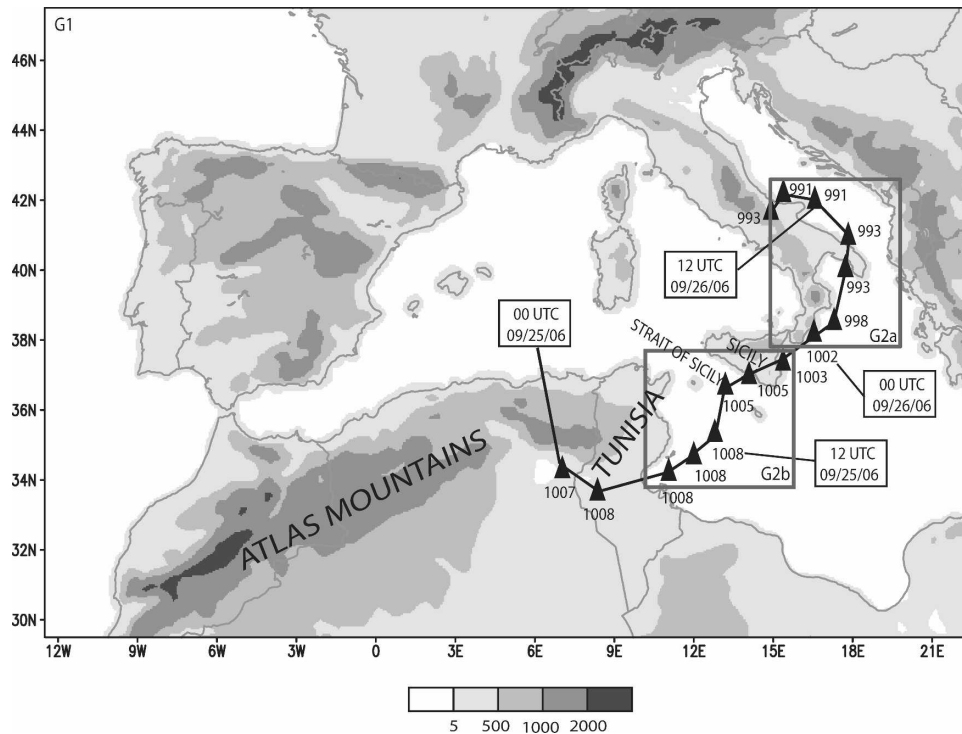 G1
46N
44N
42N
40N
38N
36N
34N
32N
30N
991
991
993
993
993
12 UTC
09/26/06
998
G2a
1002
1003
00 UTC
09/26/06
00 UTC
09/25/06
STRAIT OF SICILY
SICILY
1005
1005
TUNISIA
1008
G2b
12 UTC
09/25/06
1008
1008
1007
1008
ATLAS MOUNTAINS
12W
9W
6W
3W
0
3E
6E
9E
12E
15E
18E
21E
5
500
1000
2000